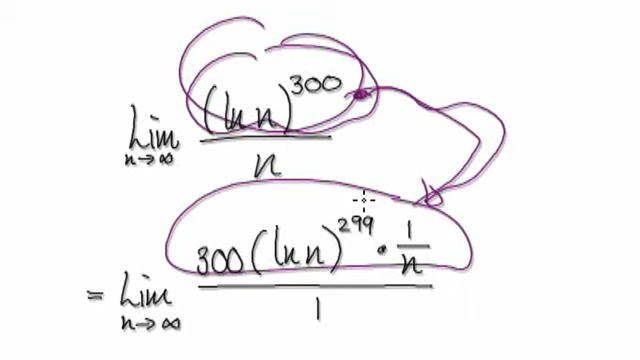 Lim n→∞ (ln n)^300 / n
= Lim n→∞ 300(ln n)^299 · 1/n / 1